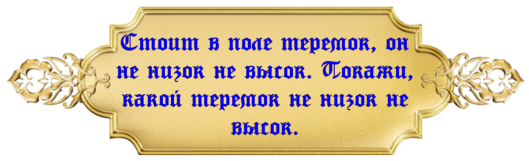 Стоит в поле теремок, он
не низок не высок. Покажи,
какой теремок не низок не
высок.